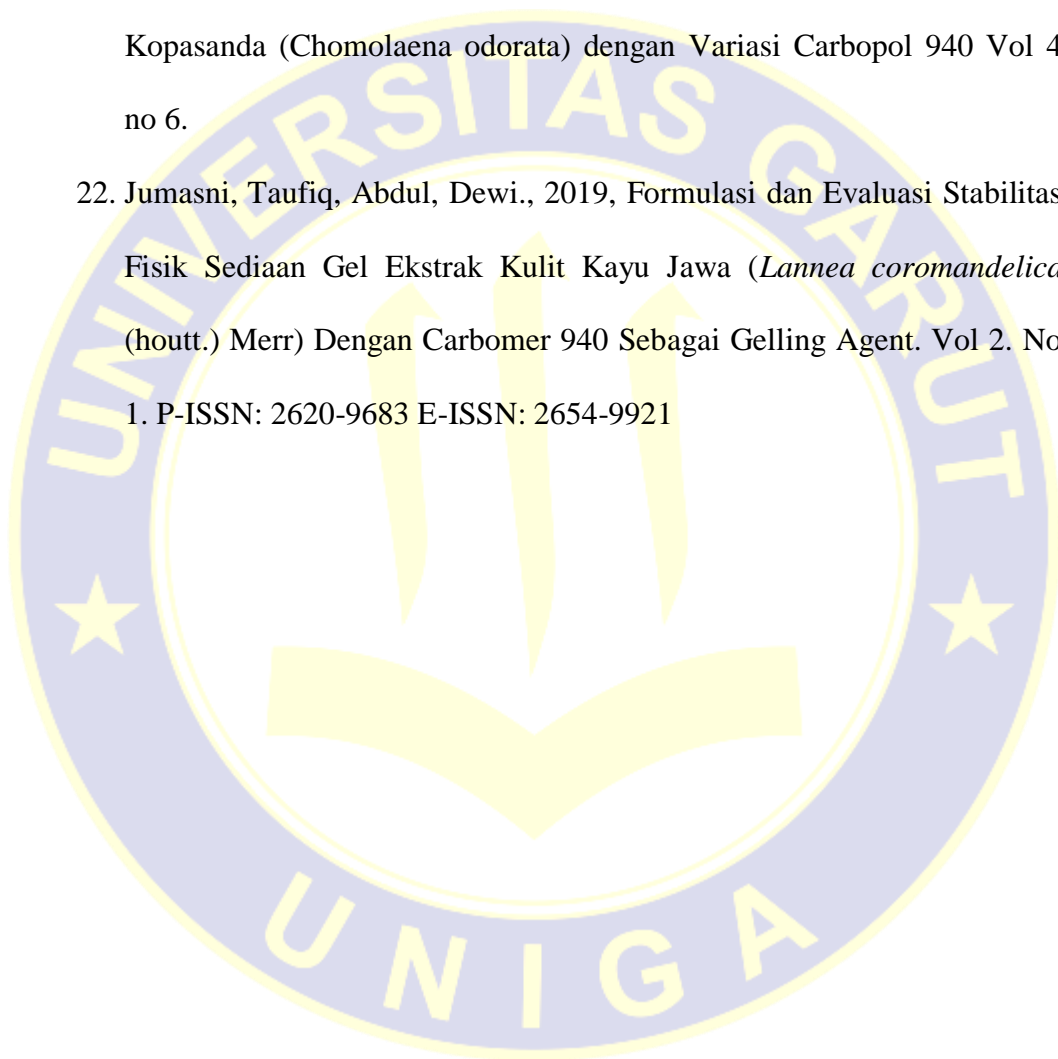 Kopasanda (Chomolaena odorata) dengan Variasi Carbopol 940 Vol 4
no 6.
22. Jumasni, Taufiq, Abdul, Dewi., 2019, Formulasi dan Evaluasi Stabilitas
Fisik Sediaan Gel Ekstrak Kulit Kayu Jawa (Lannea coromandelica
(houtt.) Merr) Dengan Carbomer 940 Sebagai Gelling Agent. Vol 2. No
1. P-ISSN: 2620-9683 E-ISSN: 2654-9921
UNIVERSITAS GARUT
UNIGA